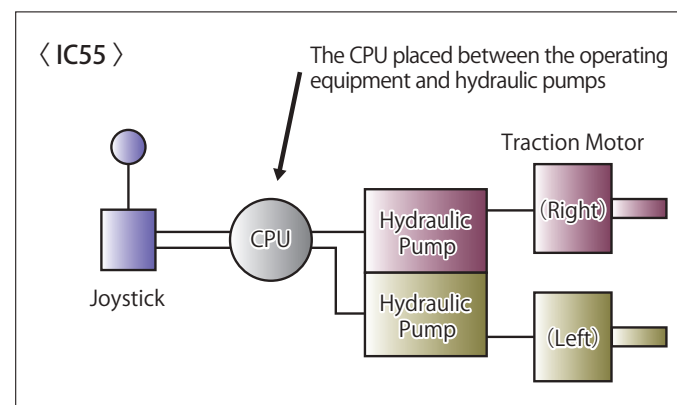 〈 IC55 〉
The CPU placed between the operating
equipment and hydraulic pumps
Traction Motor
Hydraulic
Pump
(Right)
CPU
Joystick
Hydraulic
Pump
(Left)